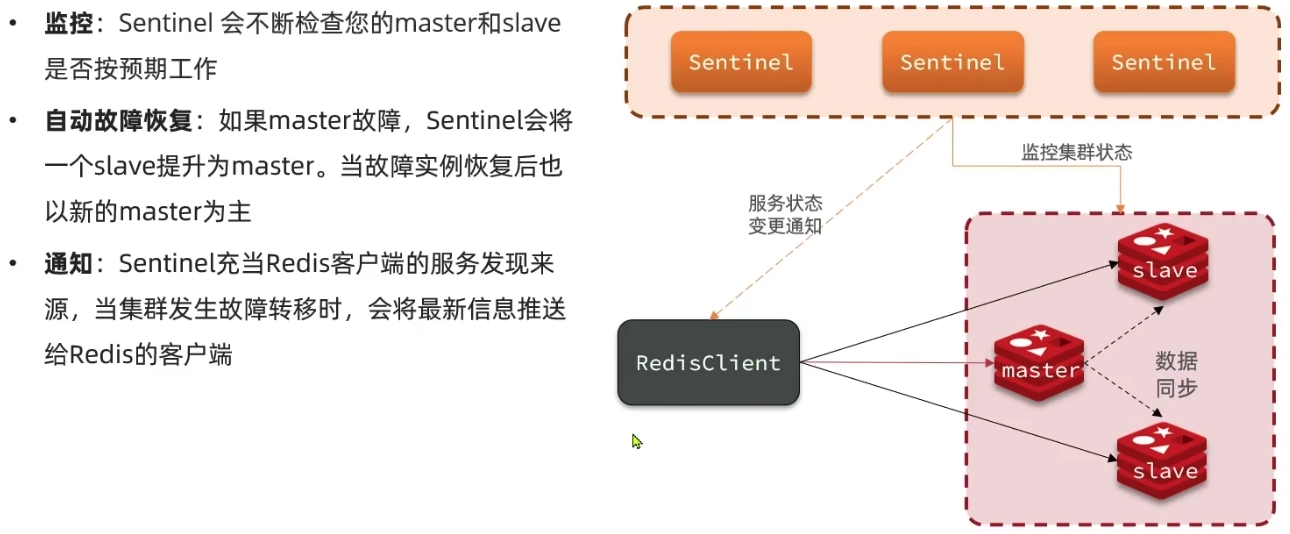 • 监控：Sentinel 会不断检查您的master和slave
是否按预期工作
• 自动故障恢复：如果master故障，Sentinel会将
一个slave提升为master。当故障实例恢复后也
以新的master为主
• 通知：Sentinel充当Redis客户端的服务发现来
源，当集群发生故障转移时，会将最新信息推送
给Redis的客户端
Sentinel
Sentinel
Sentinel
监控集群状态
服务状态
变更通知
RedisClient
slave
master
数据
同步
slave